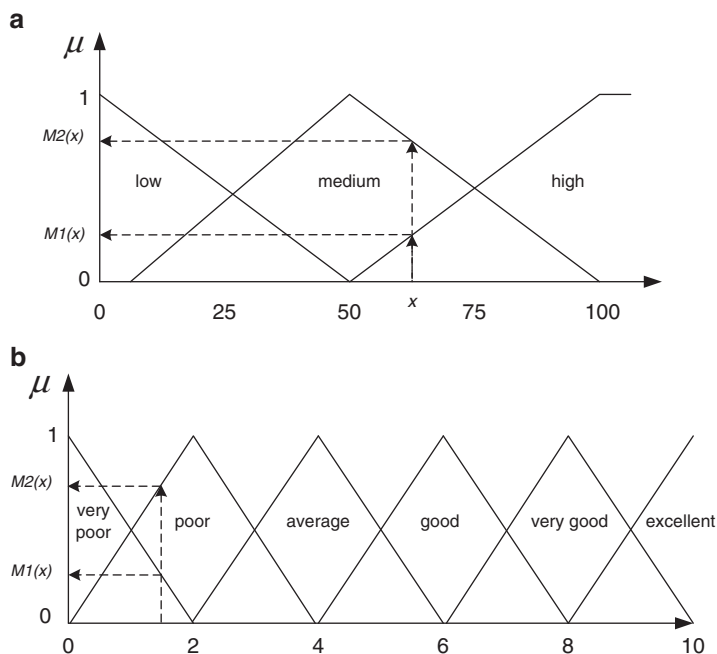 a
μ
1
M2(x)
low medium high
M1(x)
0
0 25 50 x 75 100
b
μ
1
M2(x)
very poor
poor average good very good excellent
M1(x)
0
0 2 4 6 8 10